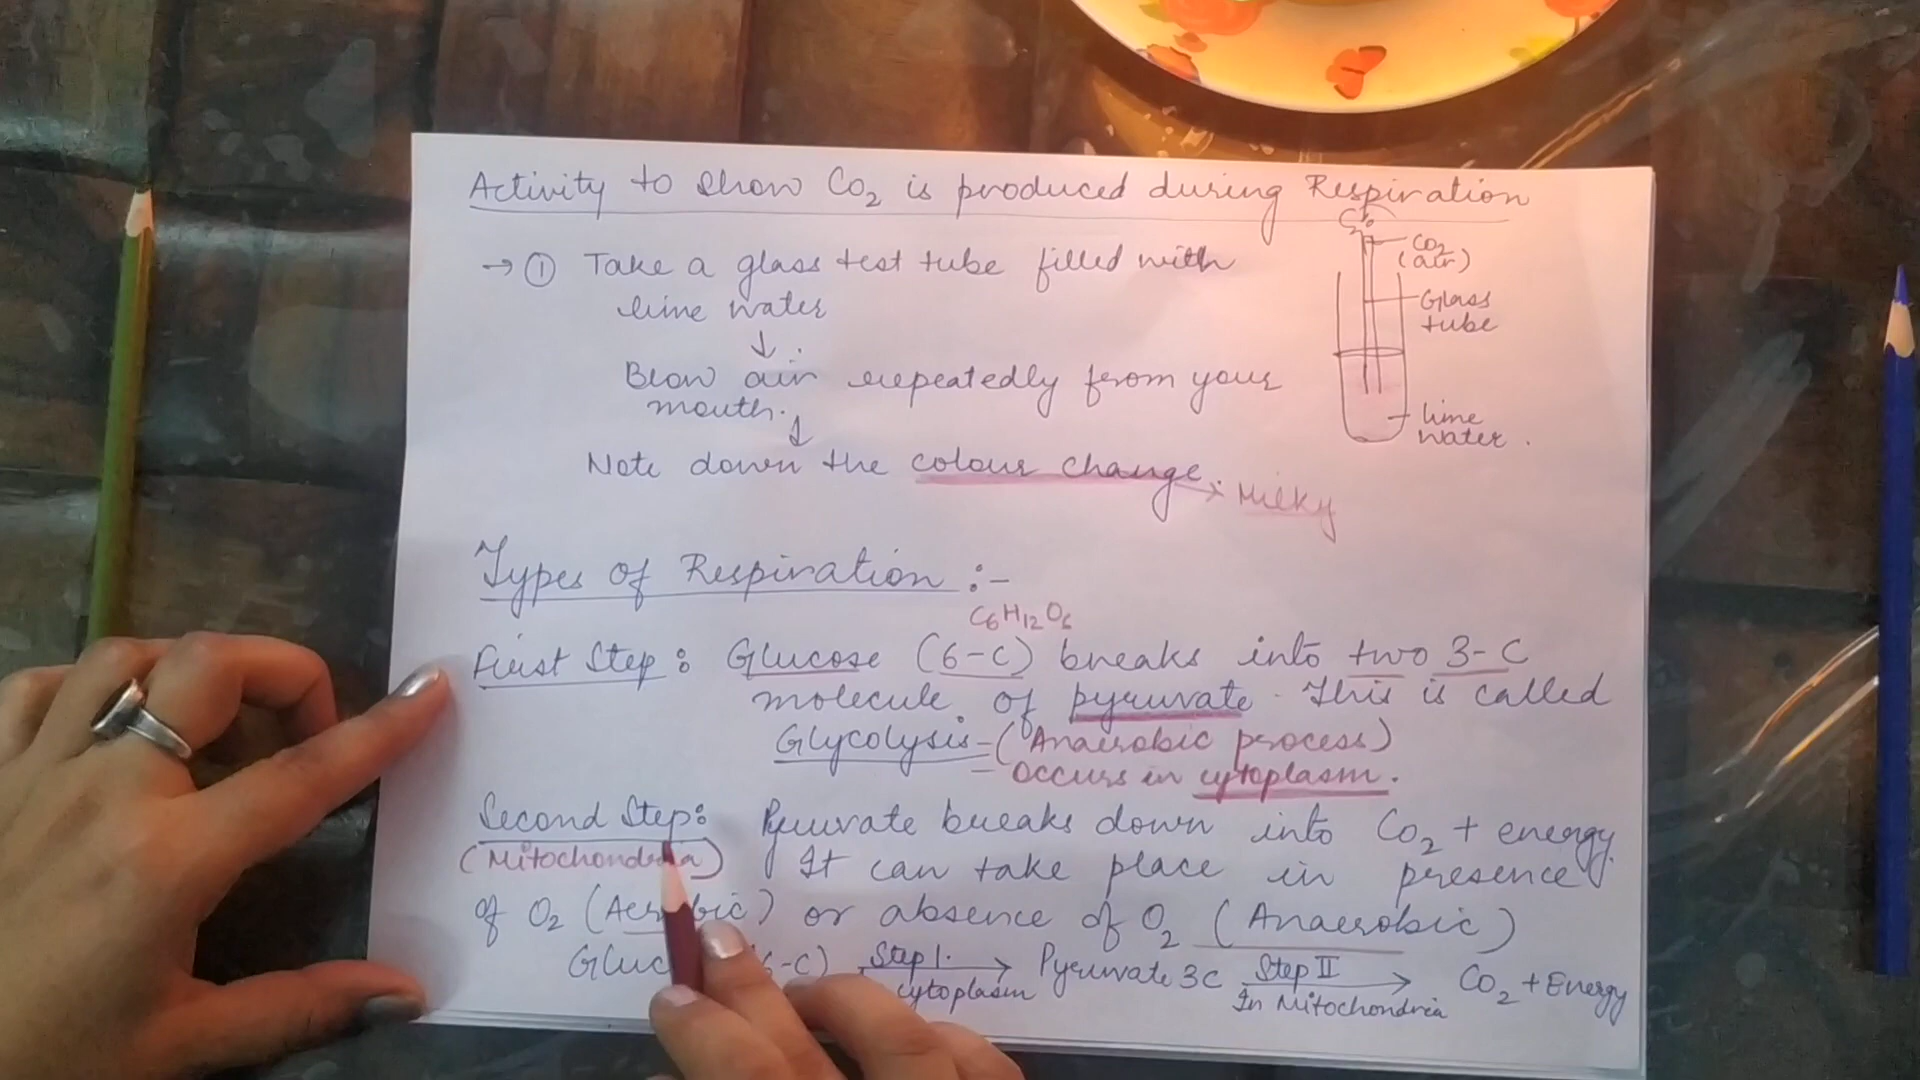 Activity to show CO2 is produced during Respiration
→ ① Take a glass test tube filled with
lime water
↓
Blow air repeatedly from your
mouth.
↓
Note down the colour change. → Milky
CO2
(air)
Glass
tube
lime
water.
Types of Respiration :-
C6H12O6
First Step: Glucose (6-C) breaks into two 3-C
molecule of pyruvate. This is called
Glycolysis = (Anaerobic process)
– occurs in cytoplasm.
Second Step: Pyruvate breaks down into CO2 + energy.
(Mitochondria) It can take place in presence
of O2 (Aerobic) or absence of O2 (Anaerobic)
Gluc 6-C) Step I. cytoplasm → Pyruvate 3C Step II In Mitochondria → CO2 + Energy